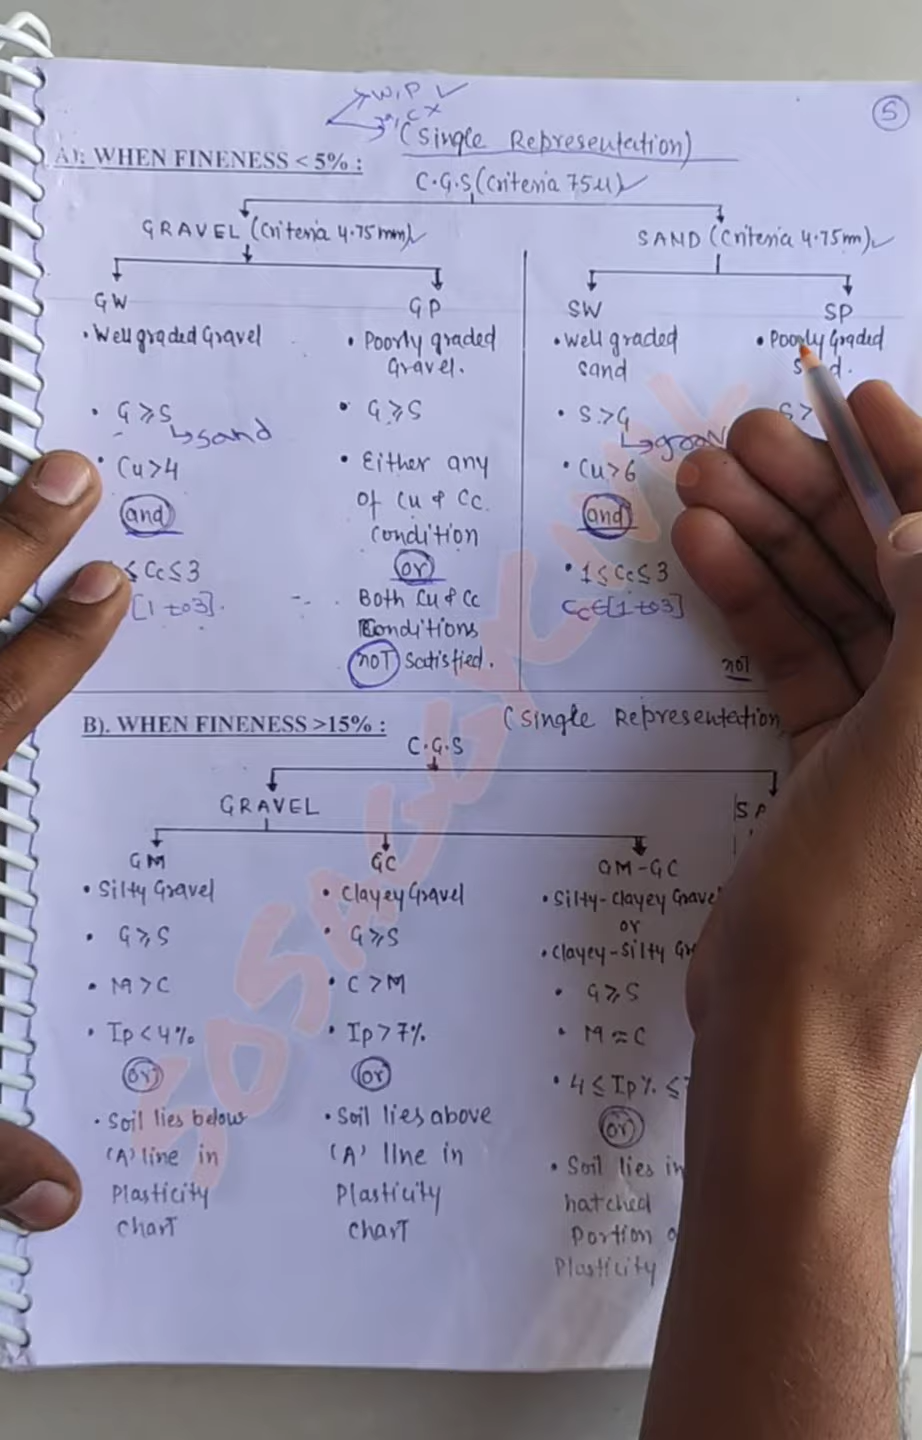 W, P ✓
M, C x
5
(Single Representation)
A): WHEN FINENESS < 5% :
C.G.S (Criteria 75µ) ✓
GRAVEL (Criteria 4.75mm) ✓
SAND (Criteria 4.75m) ✓
GW
• Well graded Gravel
• G ⩾ S
↳ sand
• Cu > 4
and
≤ Cc ≤ 3
[1 to 3].
GP
• Poorly graded
Gravel.
• G ⩾ S
• Either any
of Cu & Cc
Condition
or
Both Cu & Cc
Conditions
noT Satisfied.
SW
• Well graded
sand
• S > G
↳ grav
• Cu > 6
and
• 1 ≤ Cc ≤ 3
Cc ∈ [1 to 3]
SP
• Poorly Graded
S >
noT
B). WHEN FINENESS >15% :
(Single Representation
C.G.S
GRAVEL
SA
GM
• Silty Gravel
• G ⩾ S
• M > C
• Ip < 4%
or
• Soil lies below
'A' line in
Plasticity
charT
GC
• Clayey Gravel
• G ⩾ S
• C > M
• Ip > 7%.
or
• Soil lies above
'A' line in
Plasticity
charT
GM-GC
• Silty-Clayey Gravel
or
• Clayey-Silty Gr
• G ⩾ S
• M ≈ C
• 4 ≤ Ip% ≤
or
• Soil lies in
hatched
Portion
Plasticity